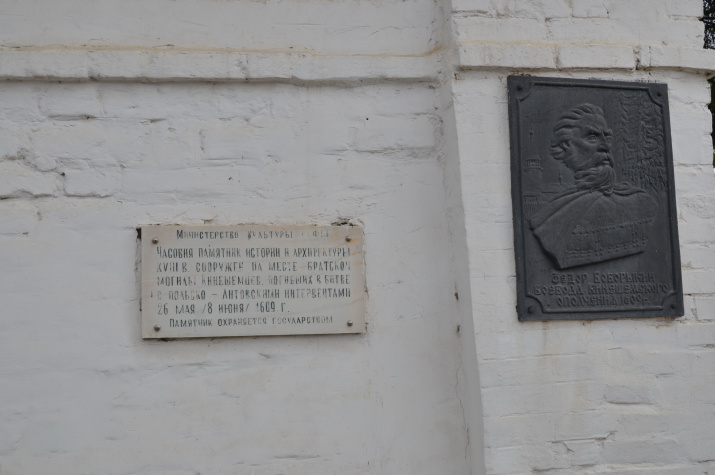 Министерство культуры РСФСР
Часовня памятник истории и архитектуры
XVIII в. сооружен на месте братской
могилы кинешемцев, погибших в битве
с польско – литовскими интервентами
26 мая /8 июня/ 1609 г.
Памятник охраняется государством
Федор Боборыкин
воевода кинешемского
ополчения 1609г.